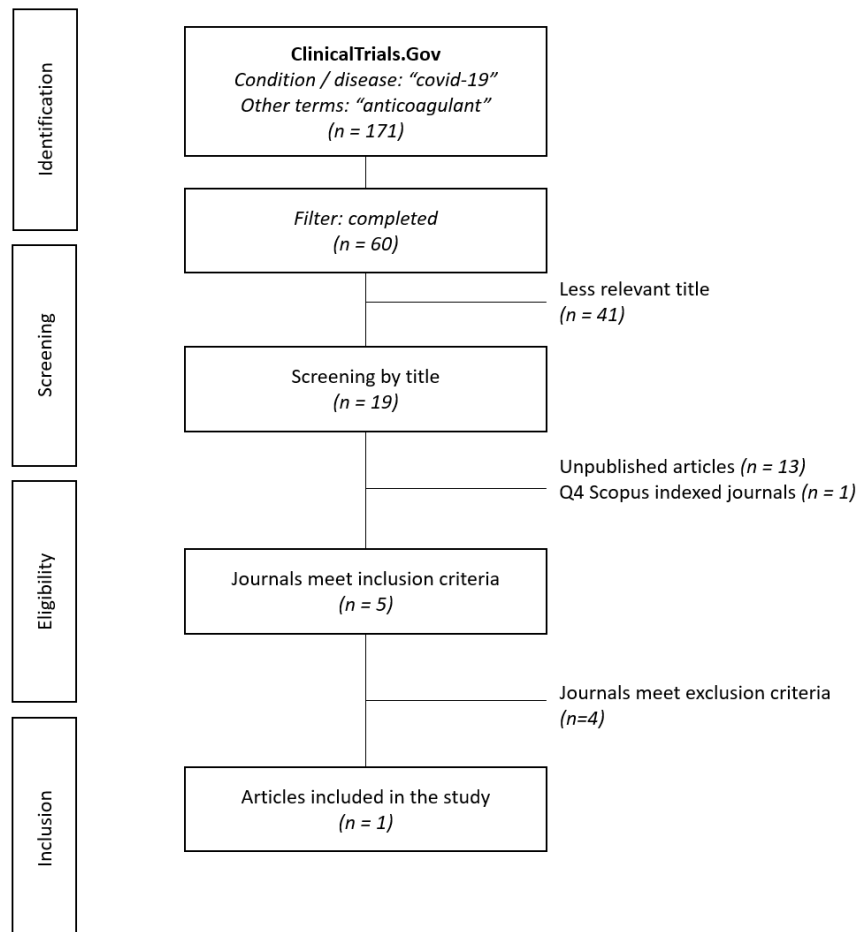 Identification
ClinicalTrials.Gov
Condition / disease: “covid-19”
Other terms: “anticoagulant”
(n = 171)
Filter: completed
(n = 60)
Less relevant title
(n = 41)
Screening
Screening by title
(n = 19)
Unpublished articles (n = 13)
Q4 Scopus indexed journals (n = 1)
Eligibility
Journals meet inclusion criteria
(n = 5)
Journals meet exclusion criteria
(n=4)
Inclusion
Articles included in the study
(n = 1)